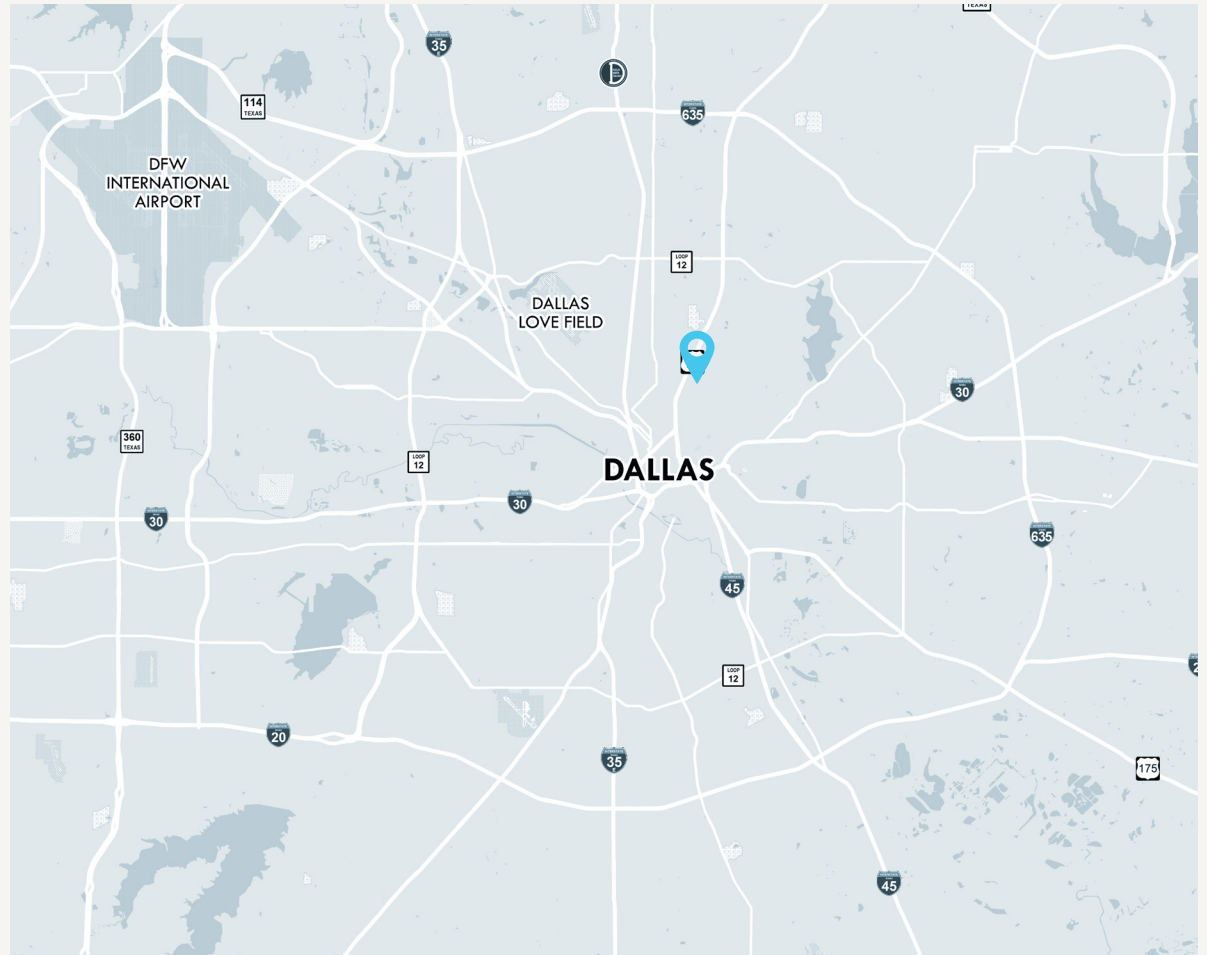 TEXAS
35
114
TEXAS
635
DFW
INTERNATIONAL
AIRPORT
LOOP
12
DALLAS
LOVE FIELD
30
360
TEXAS
LOOP
12
DALLAS
30
30
635
45
LOOP
12
20
35
175
45